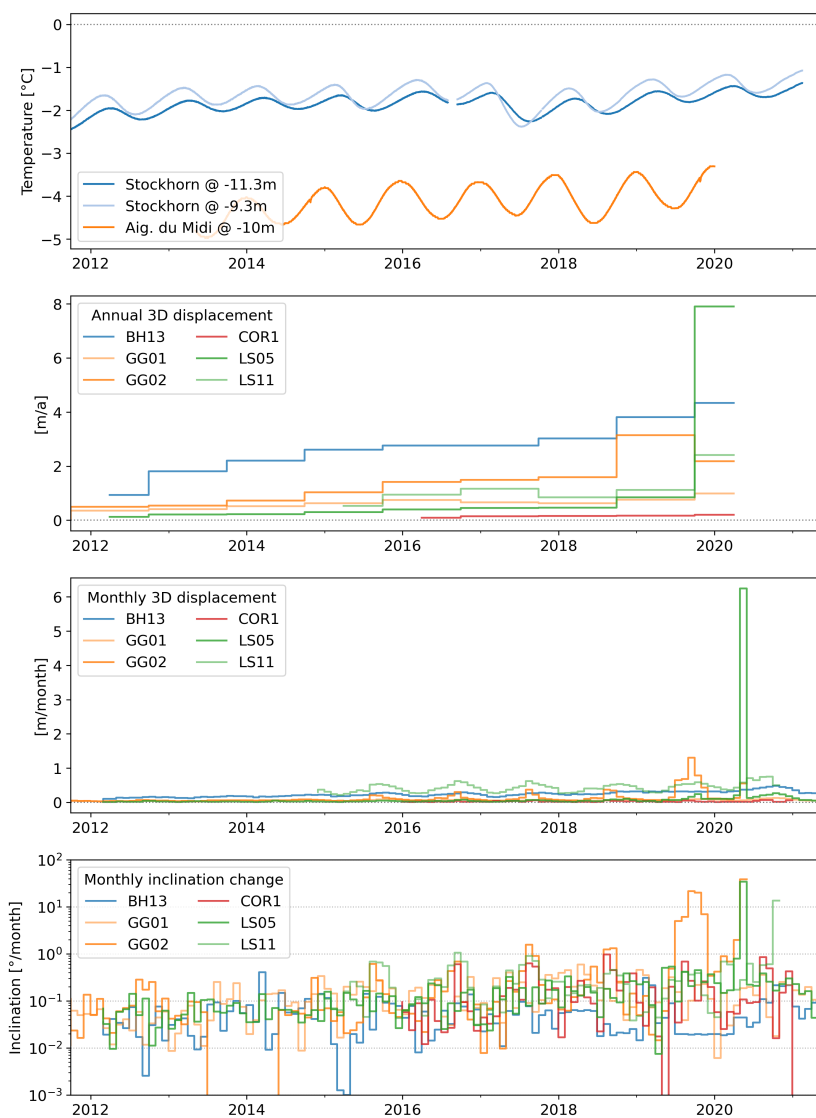 0
−1
−2
−3
−4
−5
Temperature [°C]
Stockhorn @ -11.3m
Stockhorn @ -9.3m
Aig. du Midi @ -10m
2012 2014 2016 2018 2020
8
6
4
2
0
[m/a]
Annual 3D displacement
BH13 COR1
GG01 LS05
GG02 LS11
2012 2014 2016 2018 2020
6
5
4
3
2
1
0
[m/month]
Monthly 3D displacement
BH13 COR1
GG01 LS05
GG02 LS11
2012 2014 2016 2018 2020
10²
10¹
10⁰
10⁻¹
10⁻²
10⁻³
Inclination [°/month]
Monthly inclination change
BH13 COR1
GG01 LS05
GG02 LS11
2012 2014 2016 2018 2020